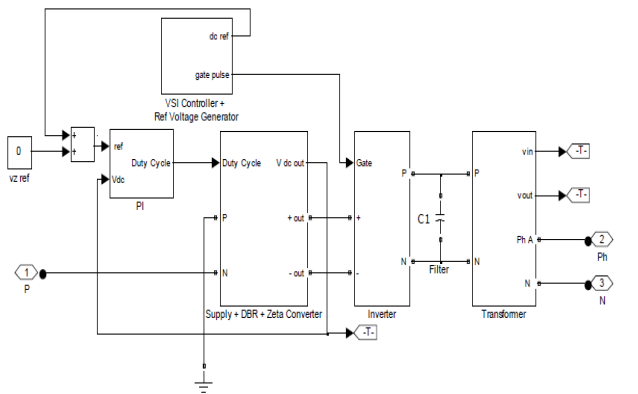 dc ref
gate pulse
VSI Controller +
Ref Voltage Generator
+
+
0
vz ref
ref
Duty Cycle
Vdc
PI
Duty Cycle
V dc out
P
+ out
N
- out
Supply + DBR + Zeta Converter
Gate
P
+
N
-
Inverter
C1
Filter
P
vin
vout
Ph A
N
N
Transformer
-T-
-T-
2
Ph
3
N
1
P
-T-